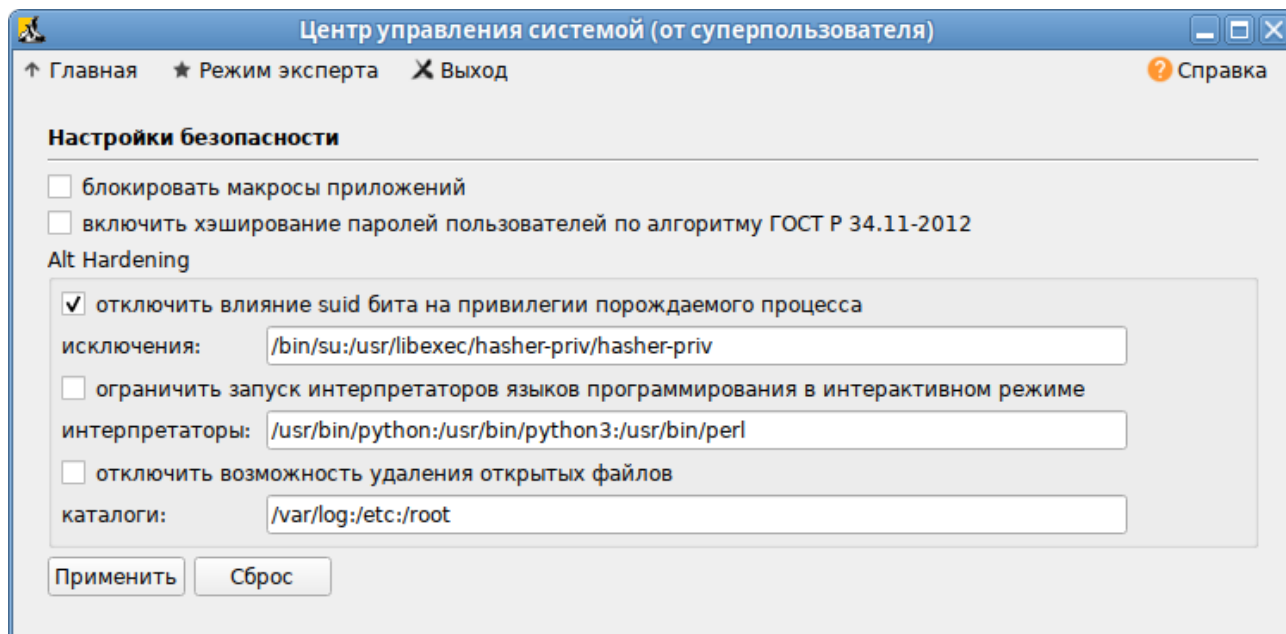 Центр управления системой (от суперпользователя)
Главная Режим эксперта Выход Справка
Настройки безопасности
блокировать макросы приложений
включить хэширование паролей пользователей по алгоритму ГОСТ Р 34.11-2012
Alt Hardening
отключить влияние suid бита на привилегии порождаемого процесса
исключения: /bin/su:/usr/libexec/hasher-priv/hasher-priv
ограничить запуск интерпретаторов языков программирования в интерактивном режиме
интерпретаторы: /usr/bin/python:/usr/bin/python3:/usr/bin/perl
отключить возможность удаления открытых файлов
каталоги: /var/log:/etc:/root
Применить Сброс